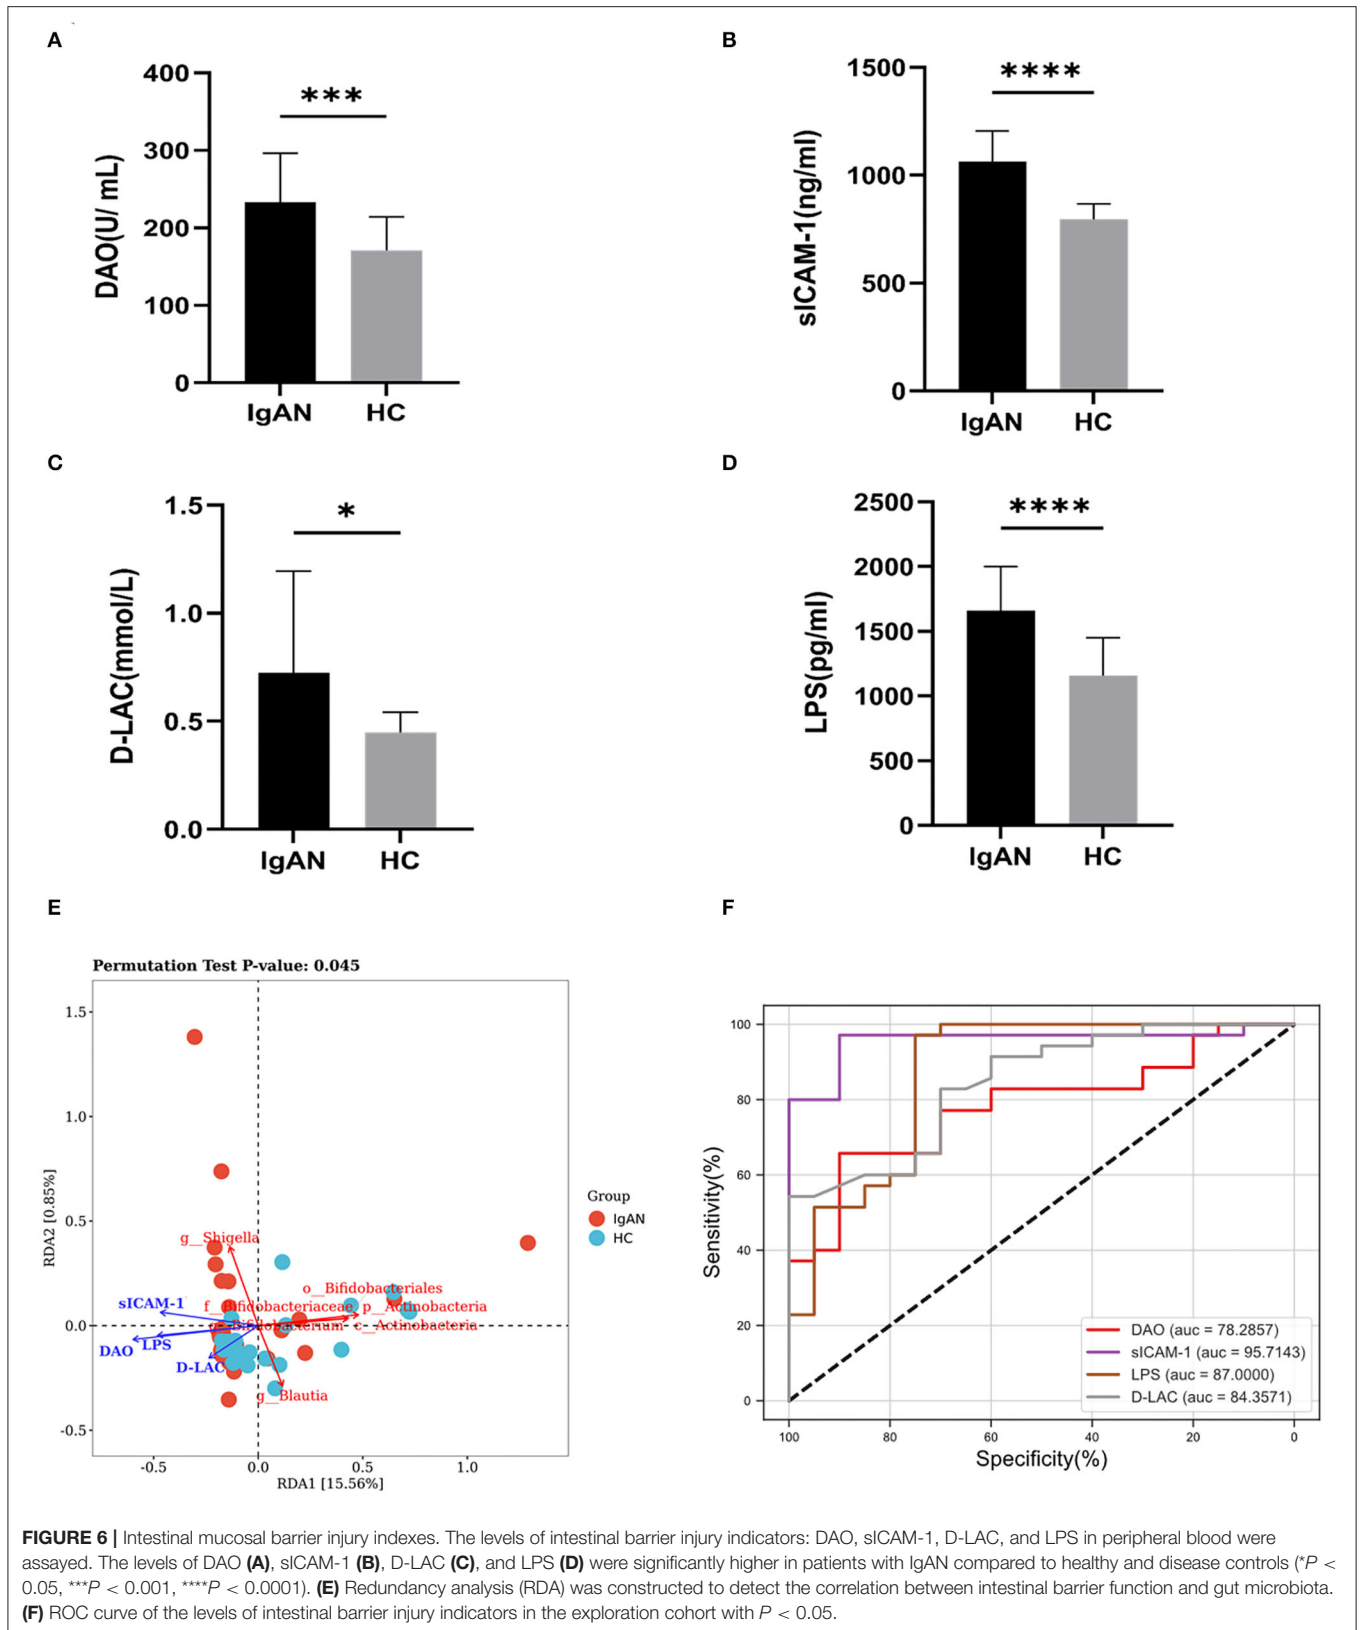 A
400
300
200
100
0
DAO(U/ mL)
***
IgAN HC
B
1500
1000
500
0
sICAM-1(ng/ml)
****
IgAN HC
C
1.5
1.0
0.5
0.0
D-LAC(mmol/L)
*
IgAN HC
D
2500
2000
1500
1000
500
0
LPS(pg/ml)
****
IgAN HC
E
Permutation Test P-value: 0.045
1.5
1.0
0.5
0.0
-0.5
RDA2 [0.85%]
g__Shigella
o__Bifidobacteriales
sICAM-1
f__Bifidobacteriaceae p__Actinobacteria
Bifidobacterium c__Actinobacteria
DAO LPS
D-LAC
g__Blautia
-0.5 0.0 0.5 1.0
RDA1 [15.56%]
Group
IgAN
HC
F
100
80
60
40
20
0
Sensitivity(%)
DAO (auc = 78.2857)
sICAM-1 (auc = 95.7143)
LPS (auc = 87.0000)
D-LAC (auc = 84.3571)
100 80 60 40 20 0
Specificity(%)
FIGURE 6 | Intestinal mucosal barrier injury indexes. The levels of intestinal barrier injury indicators: DAO, sICAM-1, D-LAC, and LPS in peripheral blood were
assayed. The levels of DAO (A), sICAM-1 (B), D-LAC (C), and LPS (D) were significantly higher in patients with IgAN compared to healthy and disease controls (*P <
0.05, ***P < 0.001, ****P < 0.0001). (E) Redundancy analysis (RDA) was constructed to detect the correlation between intestinal barrier function and gut microbiota.
(F) ROC curve of the levels of intestinal barrier injury indicators in the exploration cohort with P < 0.05.